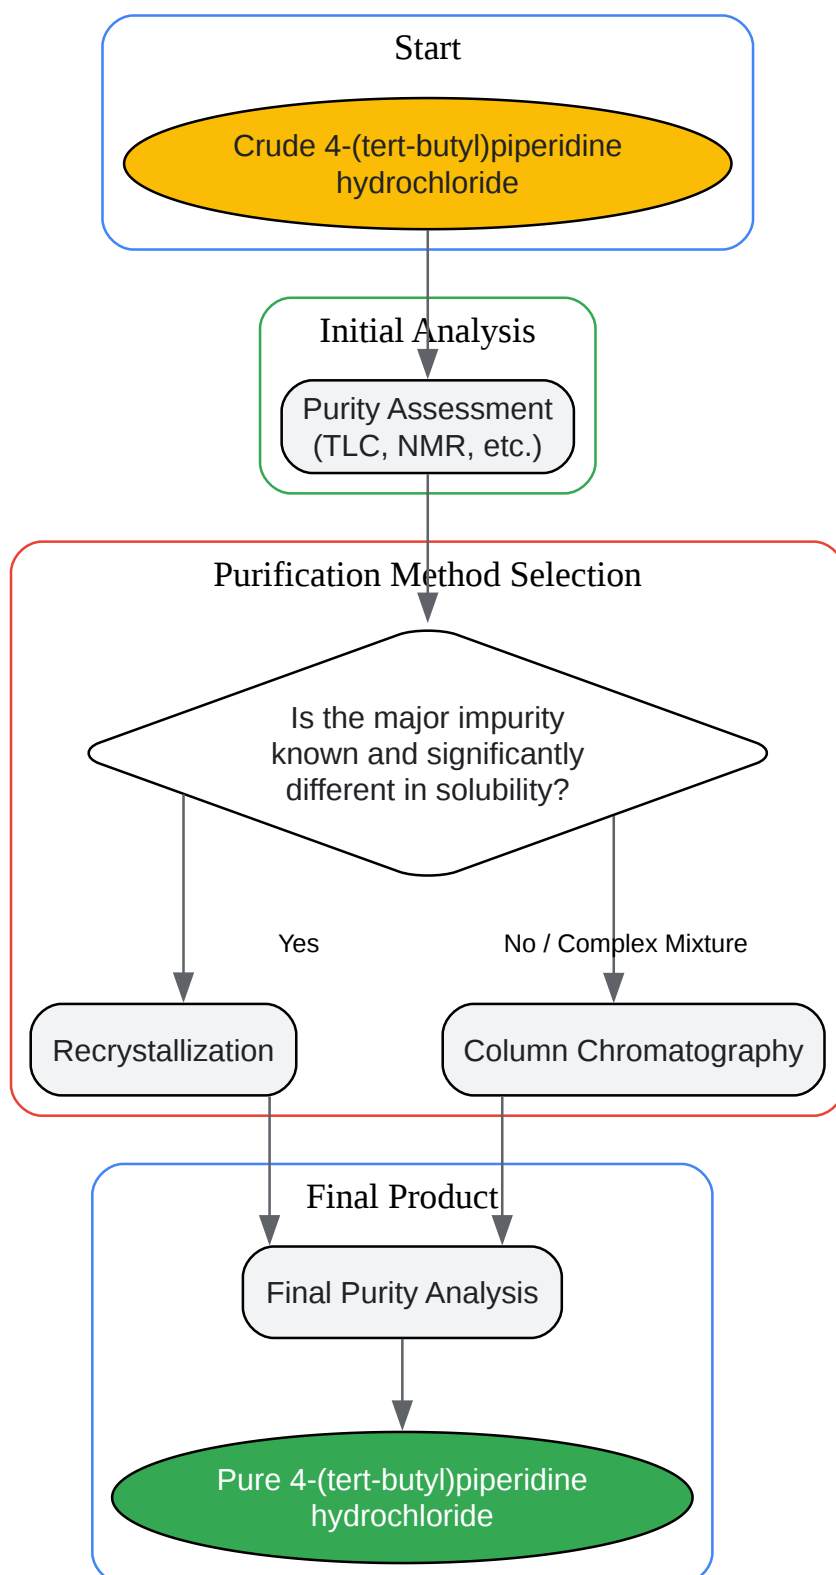 Start
Crude 4-(tert-butyl)piperidine
hydrochloride
Initial Analysis
Purity Assessment
(TLC, NMR, etc.)
Purification Method Selection
Is the major impurity
known and significantly
different in solubility?
Yes
No / Complex Mixture
Recrystallization
Column Chromatography
Final Product
Final Purity Analysis
Pure 4-(tert-butyl)piperidine
hydrochloride